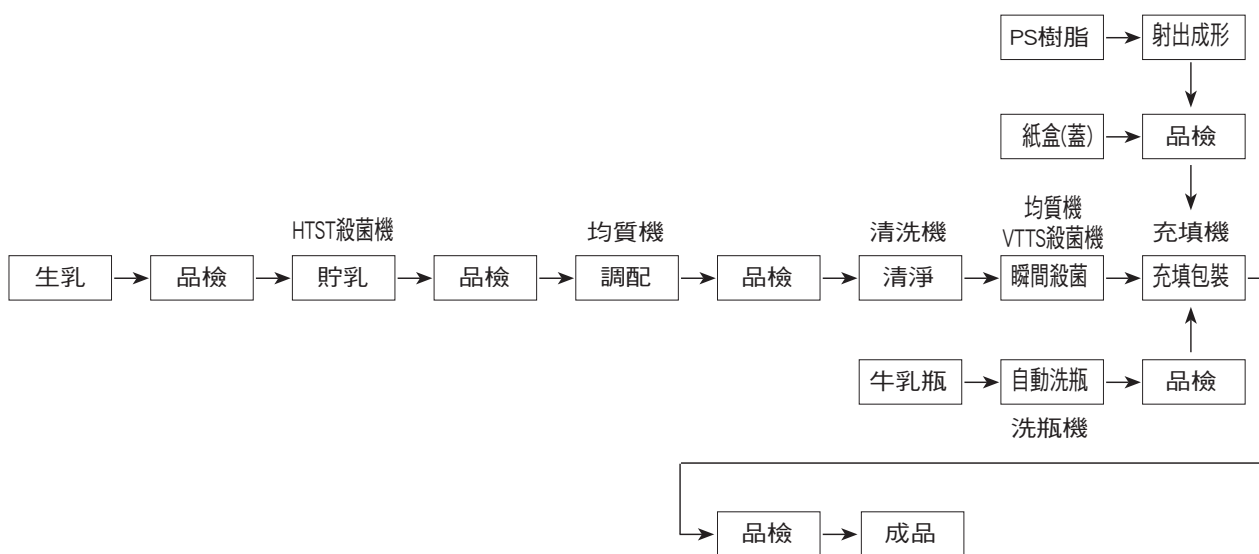 PS樹脂
射出成形
紙盒(蓋)
品檢
HTST殺菌機
均質機
清洗機
均質機
VTTS殺菌機
充填機
生乳
品檢
貯乳
品檢
調配
品檢
清淨
瞬間殺菌
充填包裝
牛乳瓶
自動洗瓶
品檢
洗瓶機
品檢
成品